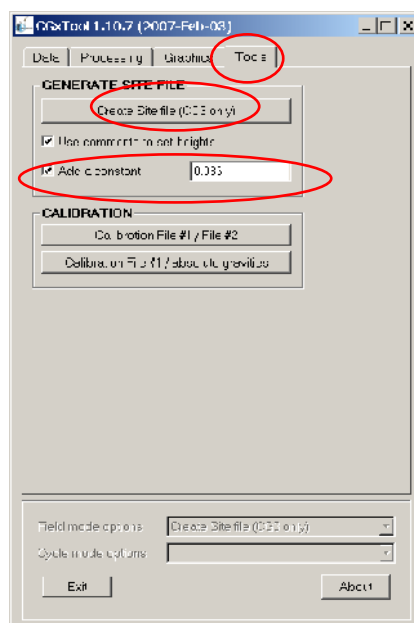 CGxTool 1.10.7 (2007-Feb-03)
Data Processing Graphics Tools
GENERATE SITE FILE
Create Site file (CG3 only)
Use comments to set heights
Add a constant 0.035
CALIBRATION
Calibration File #1 / File #2
Calibration File #1 / absolute gravities
Field mode options Create Site file (CG3 only)
Cycle mode options
Exit About